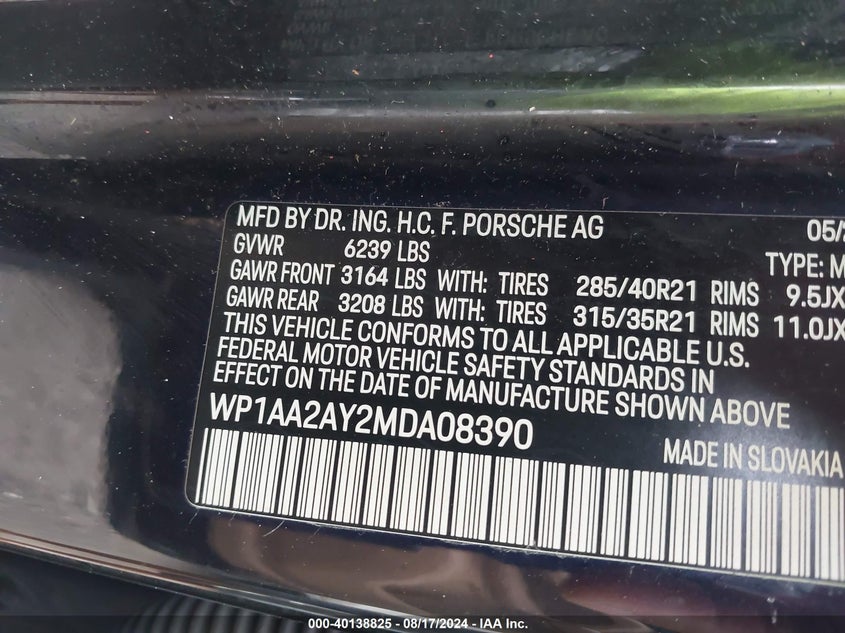 MFD BY DR. ING. H.C. F. PORSCHE AG 05/2
GVWR 6239 LBS TYPE: M
GAWR FRONT 3164 LBS WITH: TIRES 285/40R21 RIMS 9.5JX
GAWR REAR 3208 LBS WITH: TIRES 315/35R21 RIMS 11.0JX
THIS VEHICLE CONFORMS TO ALL APPLICABLE U.S.
FEDERAL MOTOR VEHICLE SAFETY STANDARDS IN
EFFECT ON THE DATE OF MANUFACTURE SHOWN ABOVE
WP1AA2AY2MDA08390
MADE IN SLOVAKIA
000-40138825 - 08/17/2024 - IAA Inc.